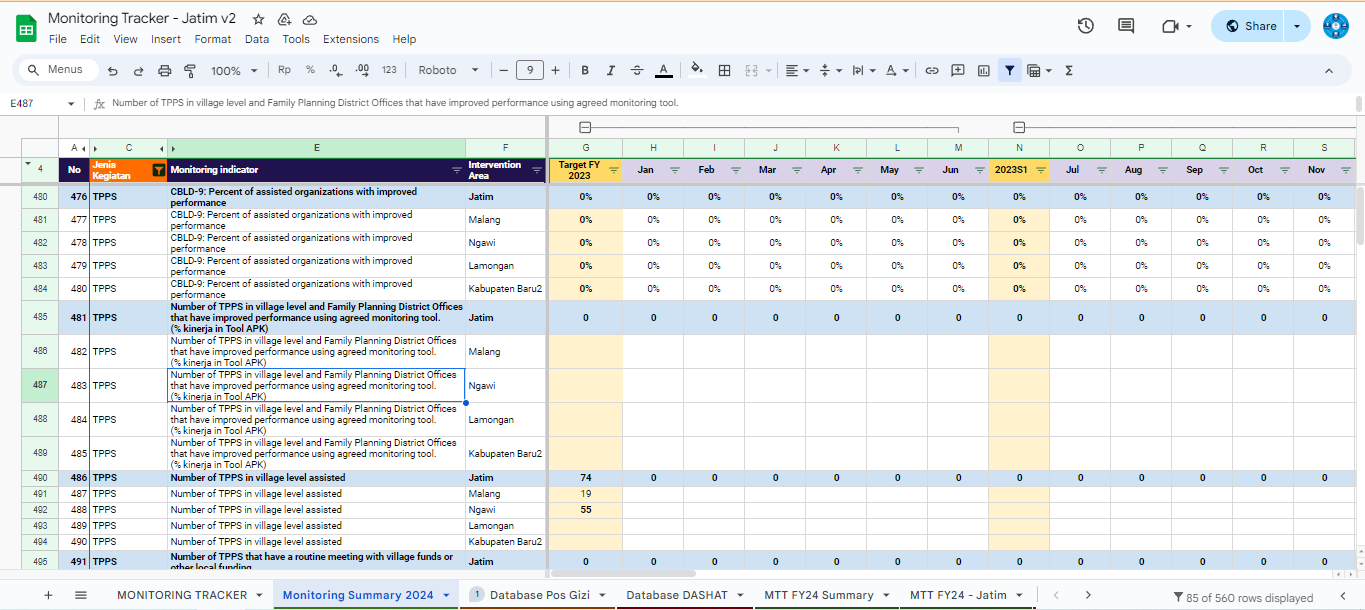 Monitoring Tracker - Jatim v2
File Edit View Insert Format Data Tools Extensions Help
Share
Menus 100% Rp % .0 .00 123 Roboto 9 B I A A
E487 fx Number of TPPS in village level and Family Planning District Offices that have improved performance using agreed monitoring tool.
A C E F G H I J K L M N O P Q R S
4 No Jenis Kegiatan Monitoring indicator Intervention Area Target FY 2023 Jan Feb Mar Apr May Jun 2023S1 Jul Aug Sep Oct Nov
480 476 TPPS CBLD-9: Percent of assisted organizations with improved performance Jatim 0% 0% 0% 0% 0% 0% 0% 0% 0% 0% 0% 0% 0%
481 477 TPPS CBLD-9: Percent of assisted organizations with improved performance Malang 0% 0% 0% 0% 0% 0% 0% 0% 0% 0% 0% 0% 0%
482 478 TPPS CBLD-9: Percent of assisted organizations with improved performance Ngawi 0% 0% 0% 0% 0% 0% 0% 0% 0% 0% 0% 0% 0%
483 479 TPPS CBLD-9: Percent of assisted organizations with improved performance Lamongan 0% 0% 0% 0% 0% 0% 0% 0% 0% 0% 0% 0% 0%
484 480 TPPS CBLD-9: Percent of assisted organizations with improved performance Kabupaten Baru2 0% 0% 0% 0% 0% 0% 0% 0% 0% 0% 0% 0% 0%
485 481 TPPS Number of TPPS in village level and Family Planning District Offices that have improved performance using agreed monitoring tool. (% kinerja in Tool APK) Jatim 0 0 0 0 0 0 0 0 0 0 0 0 0
486 482 TPPS Number of TPPS in village level and Family Planning District Offices that have improved performance using agreed monitoring tool. (% kinerja in Tool APK) Malang
487 483 TPPS Number of TPPS in village level and Family Planning District Offices that have improved performance using agreed monitoring tool. (% kinerja in Tool APK) Ngawi
488 484 TPPS Number of TPPS in village level and Family Planning District Offices that have improved performance using agreed monitoring tool. (% kinerja in Tool APK) Lamongan
489 485 TPPS Number of TPPS in village level and Family Planning District Offices that have improved performance using agreed monitoring tool. (% kinerja in Tool APK) Kabupaten Baru2
490 486 TPPS Number of TPPS in village level assisted Jatim 74 0 0 0 0 0 0 0 0 0 0 0 0
491 487 TPPS Number of TPPS in village level assisted Malang 19
492 488 TPPS Number of TPPS in village level assisted Ngawi 55
493 489 TPPS Number of TPPS in village level assisted Lamongan
494 490 TPPS Number of TPPS in village level assisted Kabupaten Baru2
495 491 TPPS Number of TPPS that have a routine meeting with village funds or other local funding Jatim 0 0 0 0 0 0 0 0 0 0 0 0 0
MONITORING TRACKER Monitoring Summary 2024 1 Database Pos Gizi Database DASHAT MTT FY24 Summary MTT FY24 - Jatim 85 of 560 rows displayed